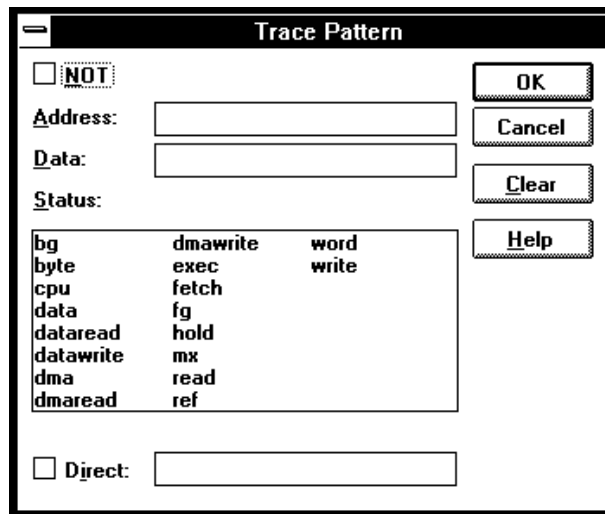 Trace Pattern
NOT
OK
Address:
Cancel
Data:
Clear
Status:
Help
bg dmawrite word
byte exec write
cpu fetch
data fg
dataread hold
datawrite mx
dma read
dmaread ref
Direct: